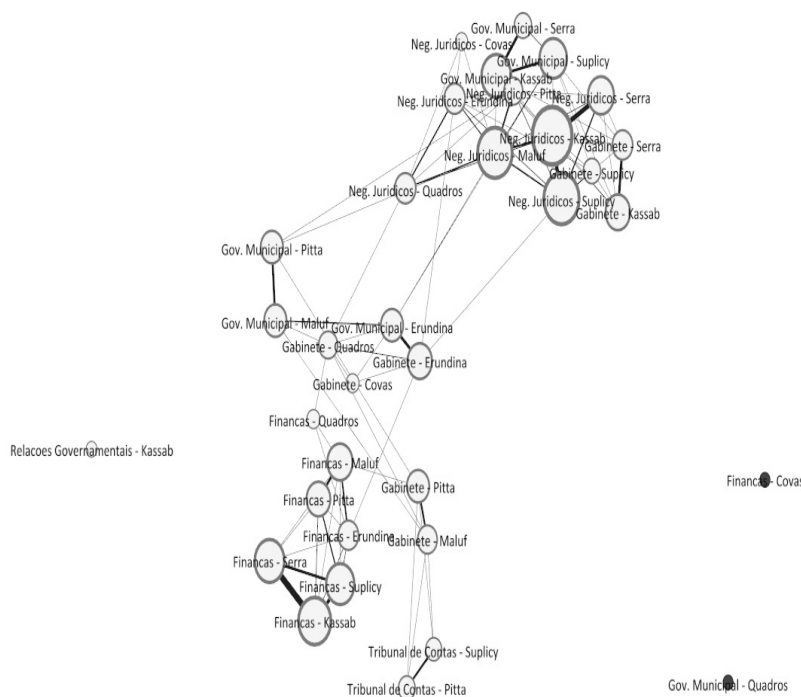 Gov. Municipal - Serra
Neg. Juridicos - Covas
Gov. Municipal - Suplicy
Gov. Municipal - Kassab
Neg. Juridicos - Pitta
Neg. Juridicos - Erundina
Neg. Juridicos - Serra
Neg. Juridicos - Kassab
Gabinete - Serra
Neg. Juridicos - Maluf
Gabinete - Suplicy
Neg. Juridicos - Quadros
Neg. Juridicos - Suplicy
Gabinete - Kassab
Gov. Municipal - Pitta
Gov. Municipal - Maluf
Gov. Municipal - Erundina
Gabinete - Quadros
Gabinete - Erundina
Gabinete - Covas
Financas - Quadros
Relacoes Governamentais - Kassab
Financas - Maluf
Financas - Covas
Gabinete - Pitta
Financas - Pitta
Financas - Erundina
Gabinete - Maluf
Financas - Serra
Financas - Suplicy
Financas - Kassab
Tribunal de Contas - Suplicy
Tribunal de Contas - Pitta
Gov. Municipal - Quadros